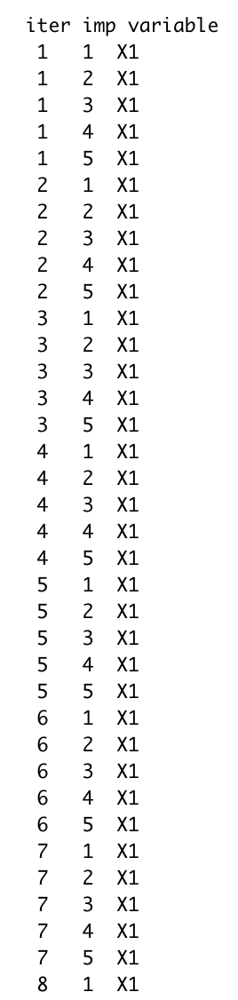 iter imp variable
1 1 X1
1 2 X1
1 3 X1
1 4 X1
1 5 X1
2 1 X1
2 2 X1
2 3 X1
2 4 X1
2 5 X1
3 1 X1
3 2 X1
3 3 X1
3 4 X1
3 5 X1
4 1 X1
4 2 X1
4 3 X1
4 4 X1
4 5 X1
5 1 X1
5 2 X1
5 3 X1
5 4 X1
5 5 X1
6 1 X1
6 2 X1
6 3 X1
6 4 X1
6 5 X1
7 1 X1
7 2 X1
7 3 X1
7 4 X1
7 5 X1
8 1 X1